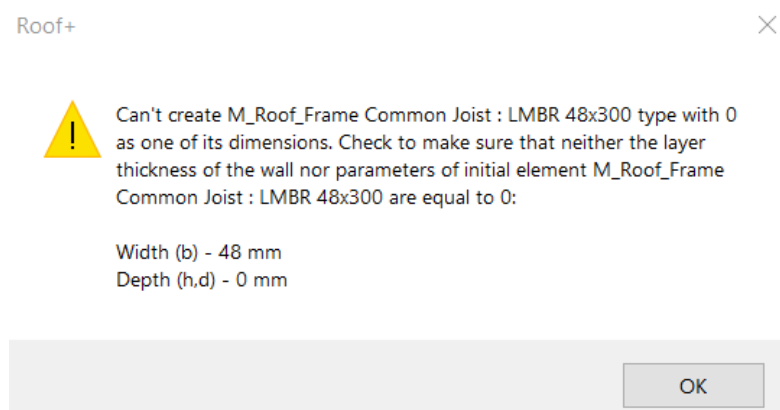 Roof+
Can't create M_Roof_Frame Common Joist : LMBR 48x300 type with 0
as one of its dimensions. Check to make sure that neither the layer
thickness of the wall nor parameters of initial element M_Roof_Frame
Common Joist : LMBR 48x300 are equal to 0:
Width (b) - 48 mm
Depth (h,d) - 0 mm
OK